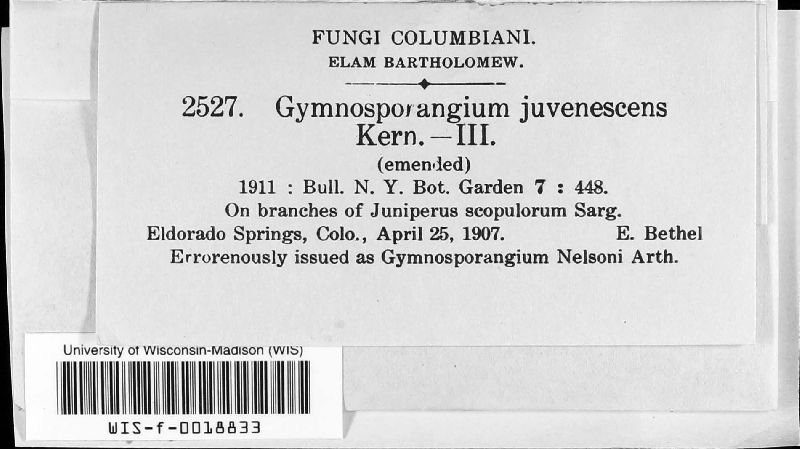 FUNGI COLUMBIANI.
ELAM BARTHOLOMEW.
2527. Gymnosporangium juvenescens
Kern. — III.
(emended)
1911 : Bull. N. Y. Bot. Garden 7 : 448.
On branches of Juniperus scopulorum Sarg.
Eldorado Springs, Colo., April 25, 1907. E. Bethel
Errorenously issued as Gymnosporangium Nelsoni Arth.
University of Wisconsin-Madison (WIS)
WIS-f-0018833